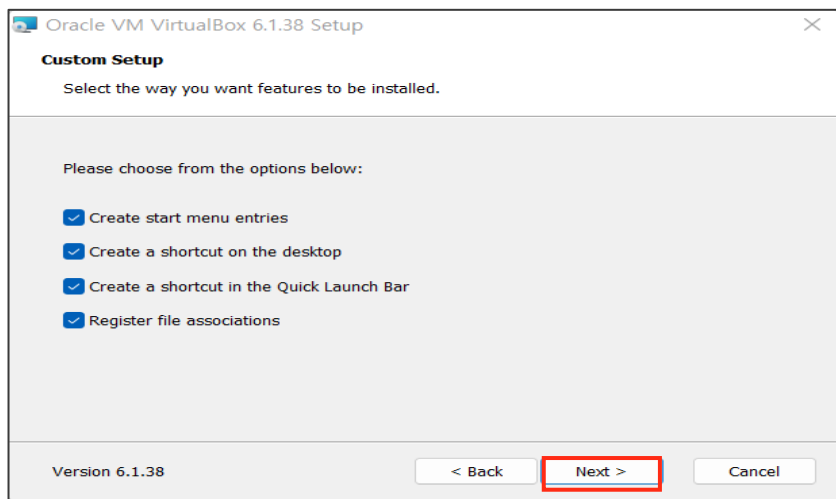 Oracle VM VirtualBox 6.1.38 Setup
Custom Setup
Select the way you want features to be installed.
Please choose from the options below:
Create start menu entries
Create a shortcut on the desktop
Create a shortcut in the Quick Launch Bar
Register file associations
Version 6.1.38
< Back
Next >
Cancel